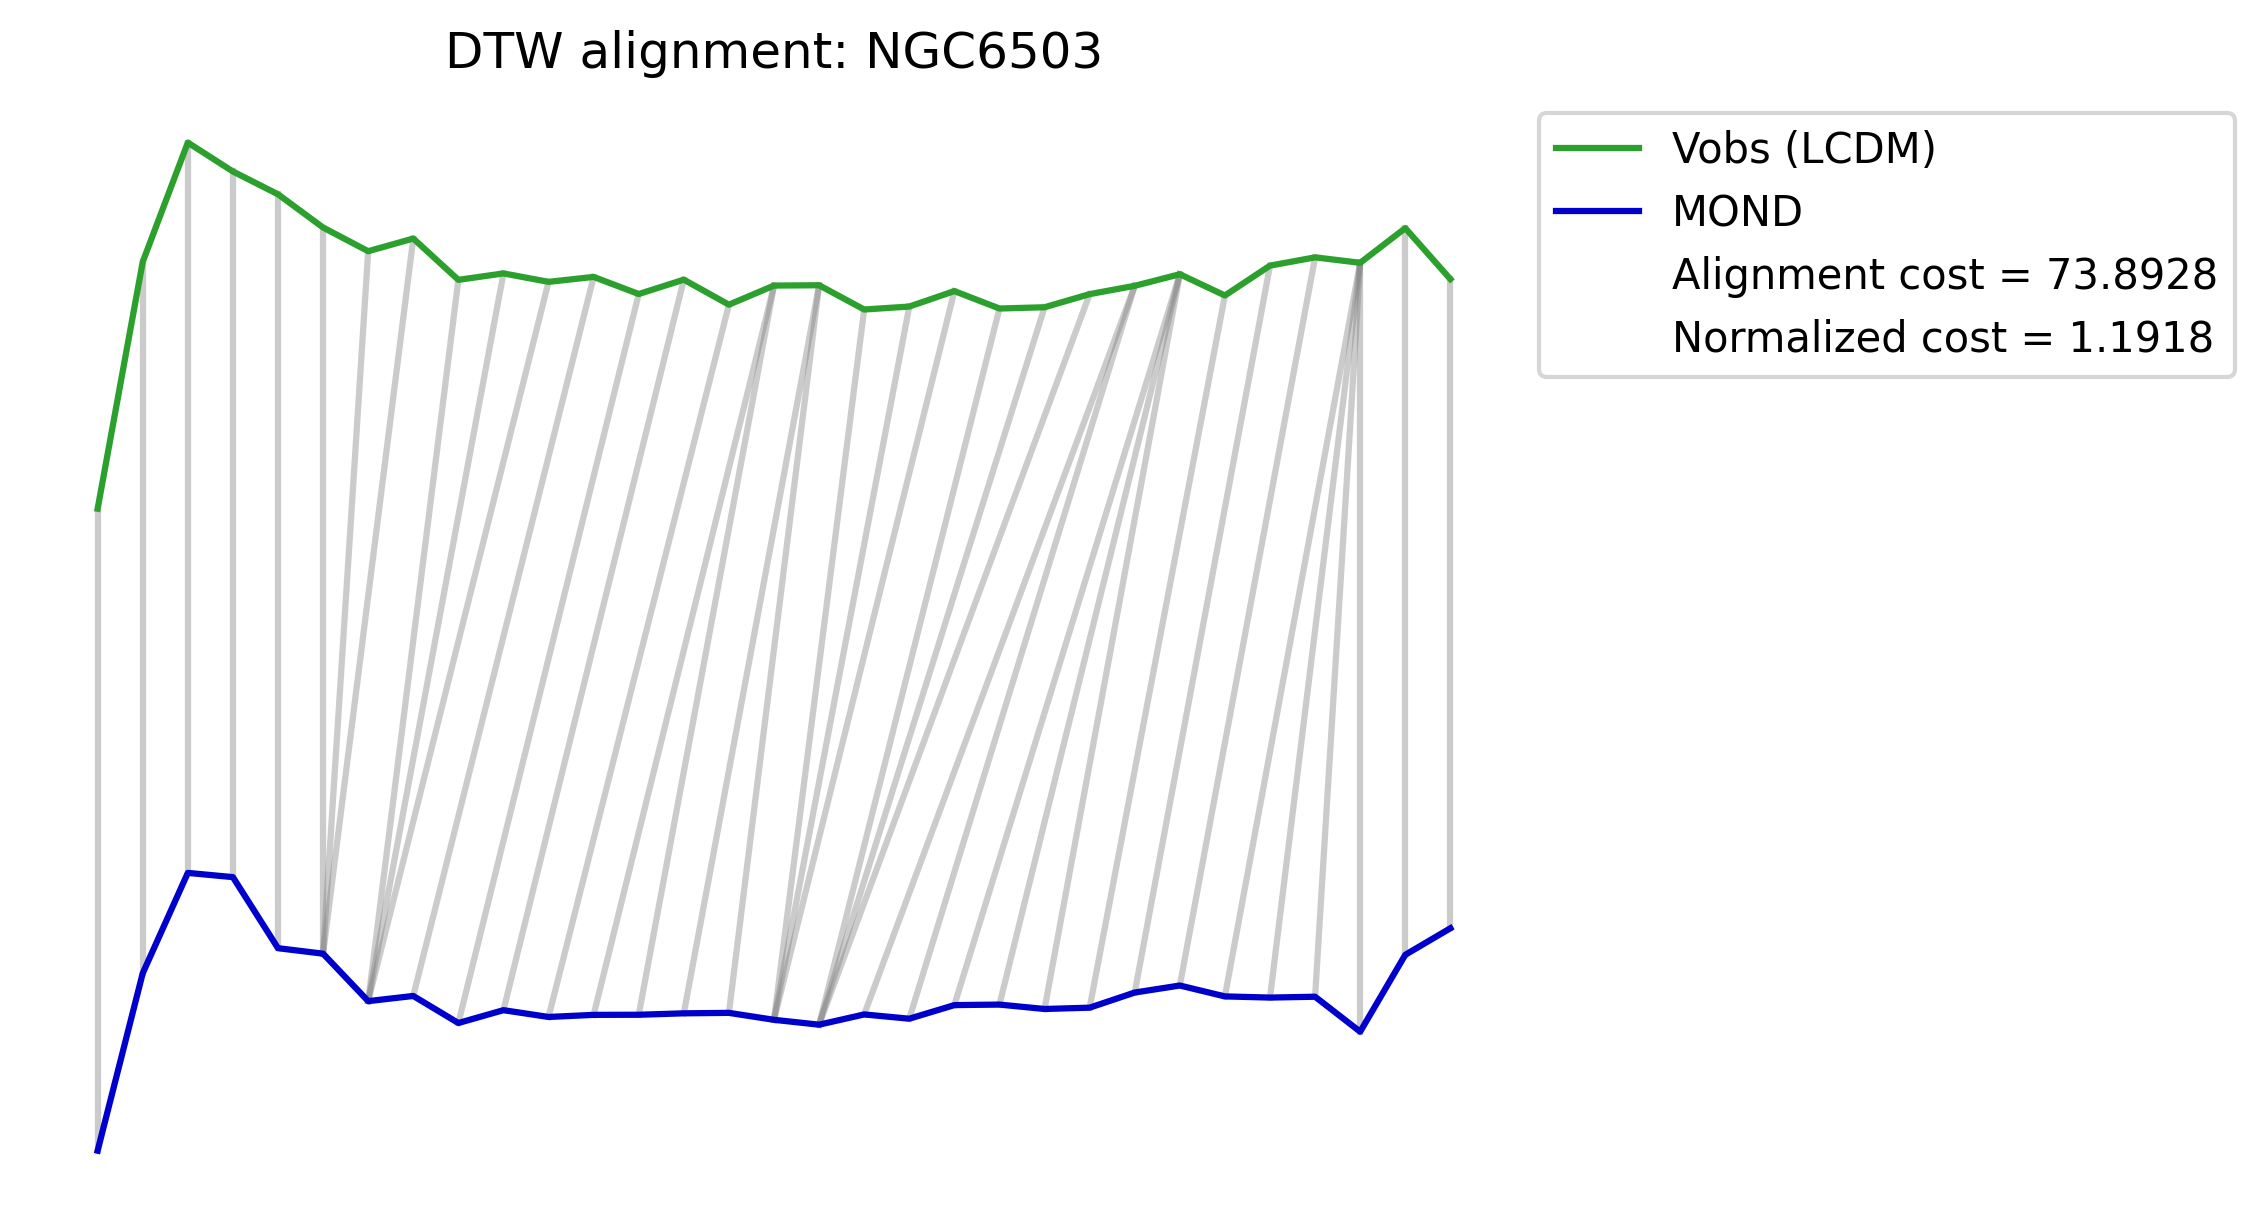 DTW alignment: NGC6503
Vobs (LCDM)
MOND
Alignment cost = 73.8928
Normalized cost = 1.1918